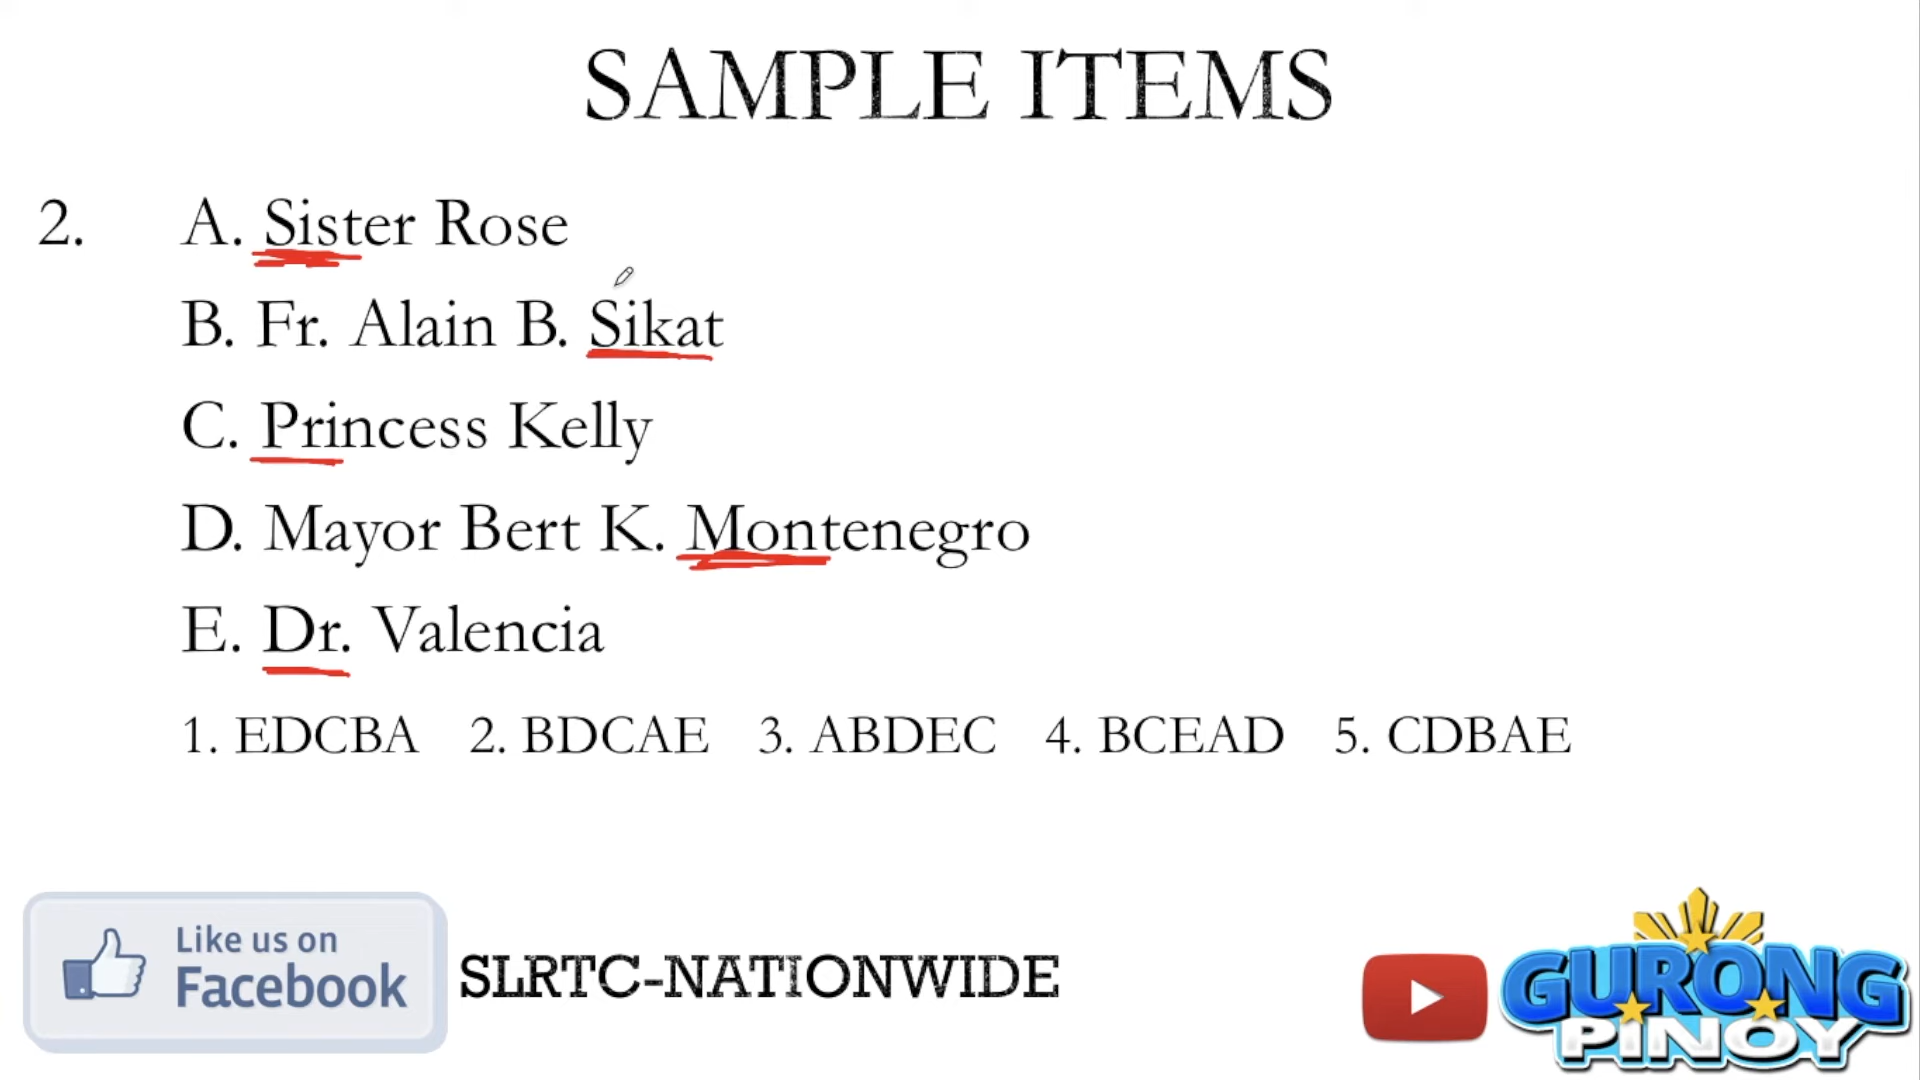 SAMPLE ITEMS
2. A. Sister Rose
B. Fr. Alain B. Sikat
C. Princess Kelly
D. Mayor Bert K. Montenegro
E. Dr. Valencia
1. EDCBA 2. BDCAE 3. ABDEC 4. BCEAD 5. CDBAE
Like us on
Facebook
SLRTC-NATIONWIDE
GURONG
PINOY